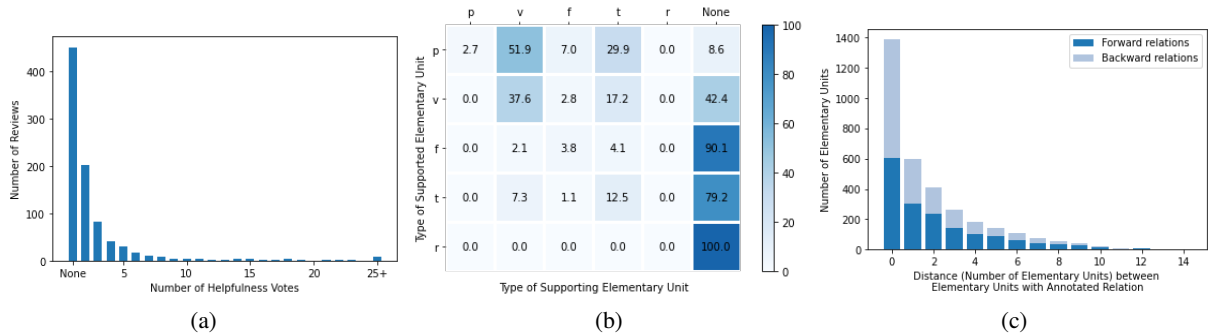 Number of Reviews
400
300
200
100
0
None
5
10
15
20
25+
Number of Helpfulness Votes
(a)
p v f t r None
Type of Supported Elementary Unit
p 2.7 51.9 7.0 29.9 0.0 8.6
v 0.0 37.6 2.8 17.2 0.0 42.4
f 0.0 2.1 3.8 4.1 0.0 90.1
t 0.0 7.3 1.1 12.5 0.0 79.2
r 0.0 0.0 0.0 0.0 0.0 100.0
Type of Supporting Elementary Unit
100
80
60
40
20
0
(b)
Number of Elementary Units
1400
1200
1000
800
600
400
200
0
Forward relations
Backward relations
0 2 4 6 8 10 12 14
Distance (Number of Elementary Units) between
Elementary Units with Annotated Relation
(c)